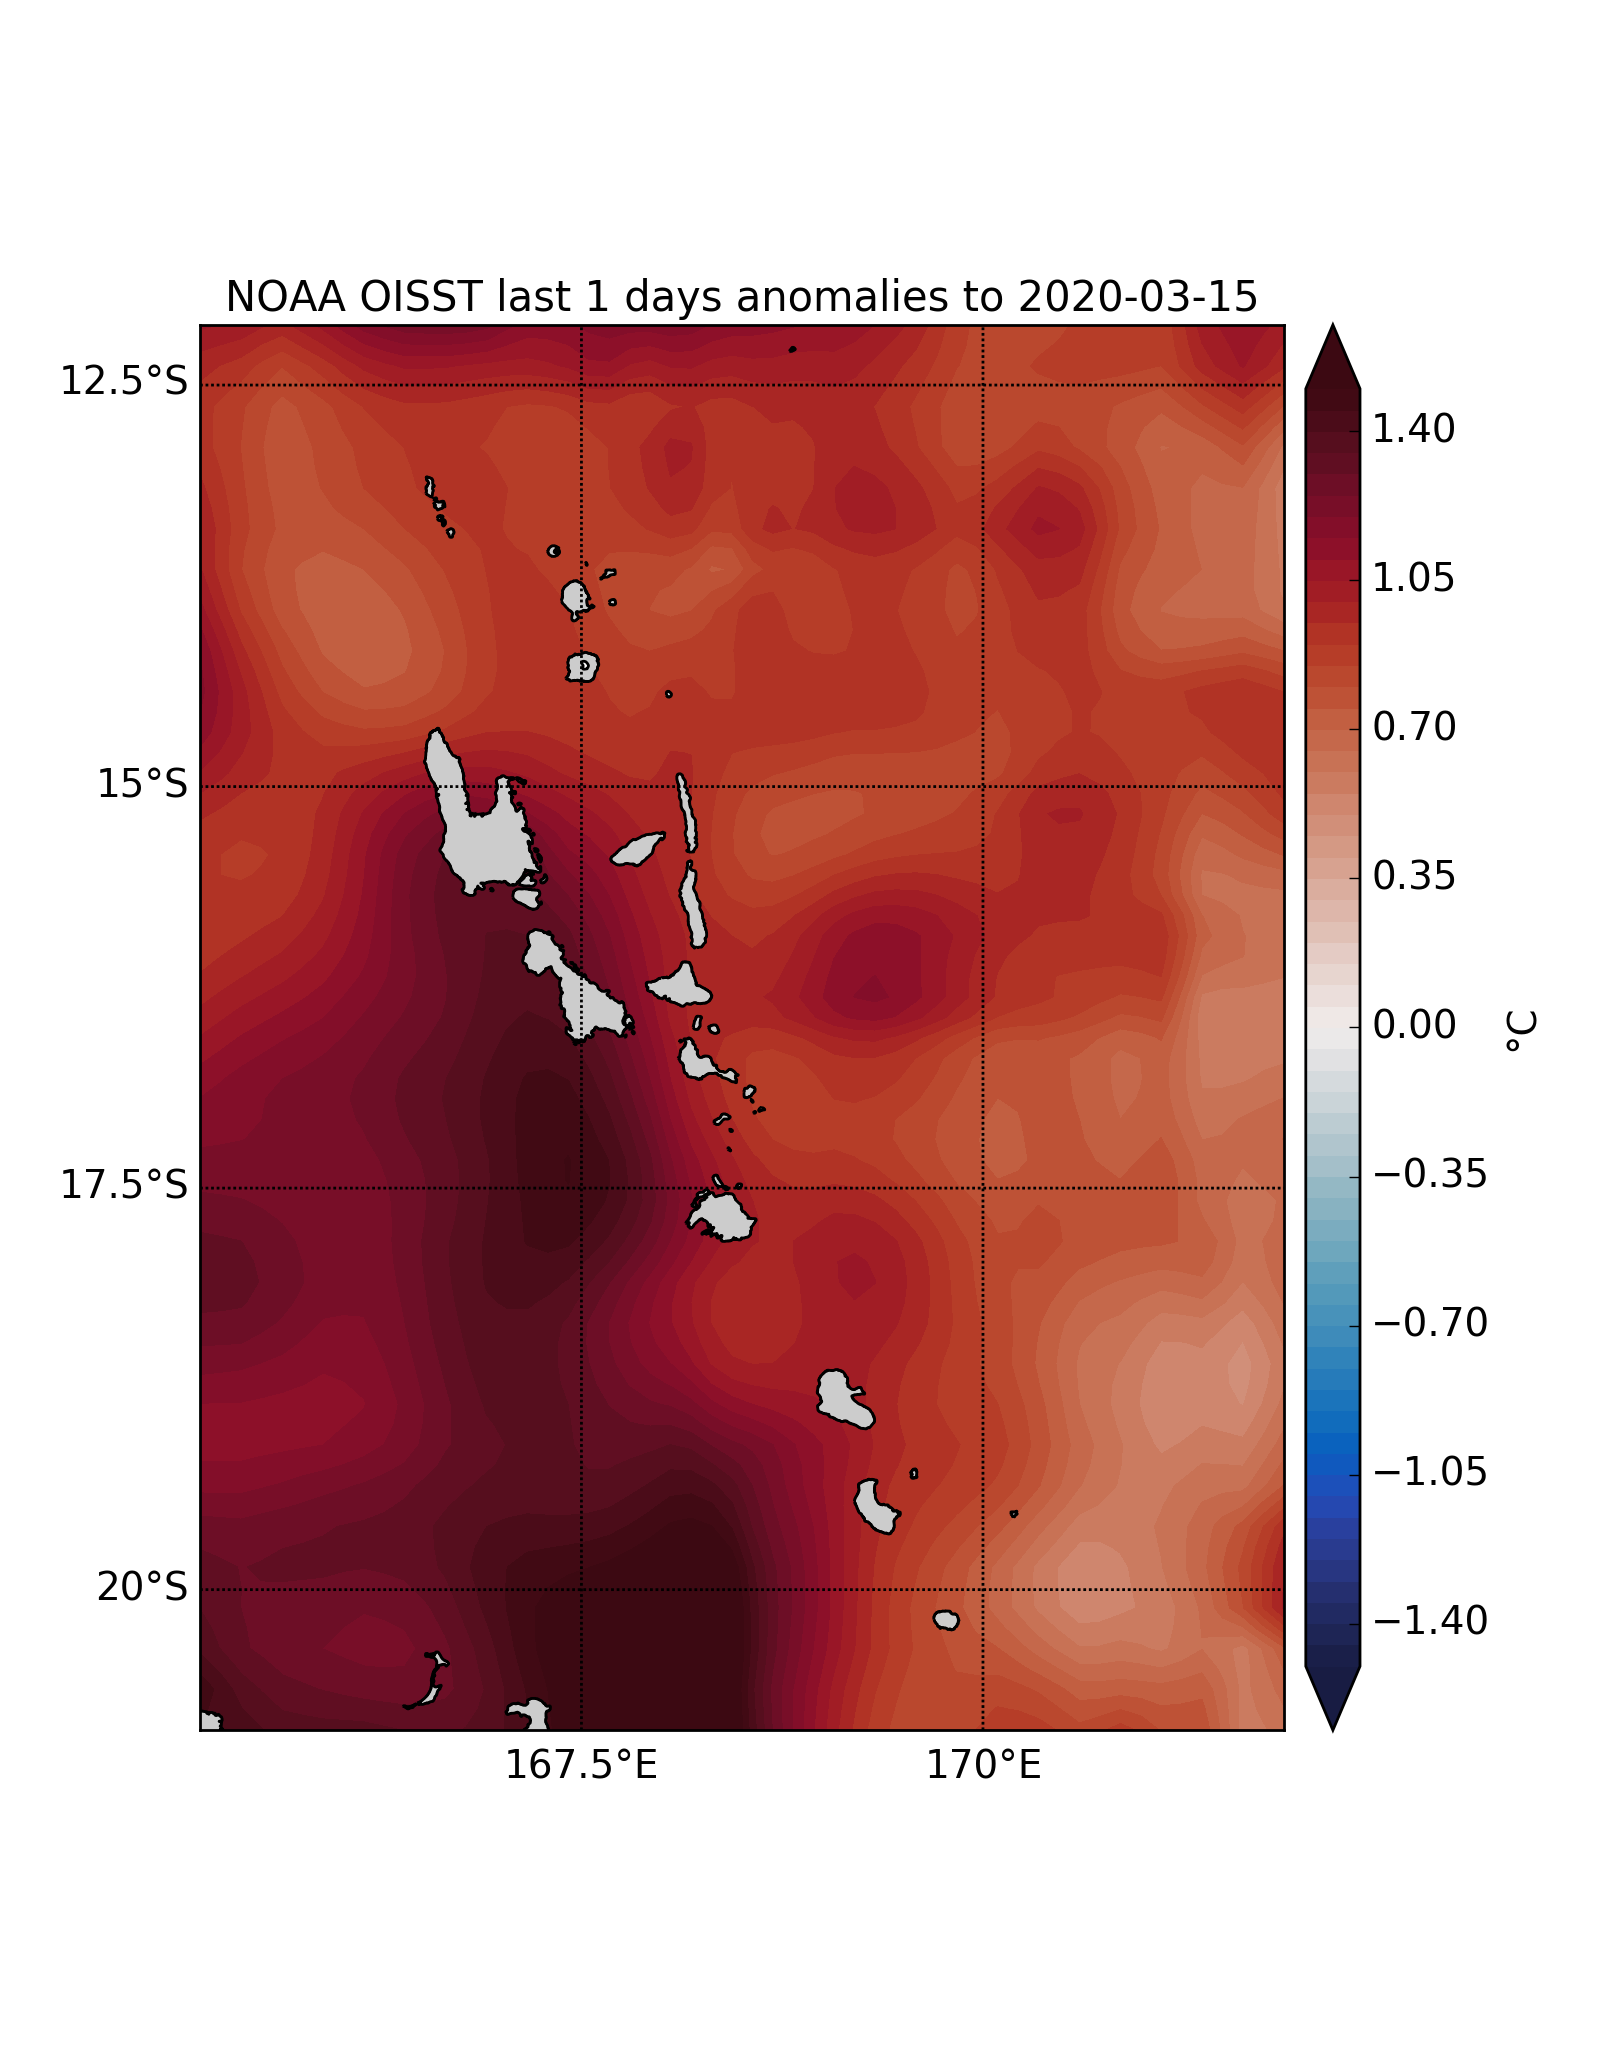 NOAA OISST last 1 days anomalies to 2020-03-15
12.5°S
15°S
17.5°S
20°S
167.5°E
170°E
1.40
1.05
0.70
0.35
0.00
−0.35
−0.70
−1.05
−1.40
°C